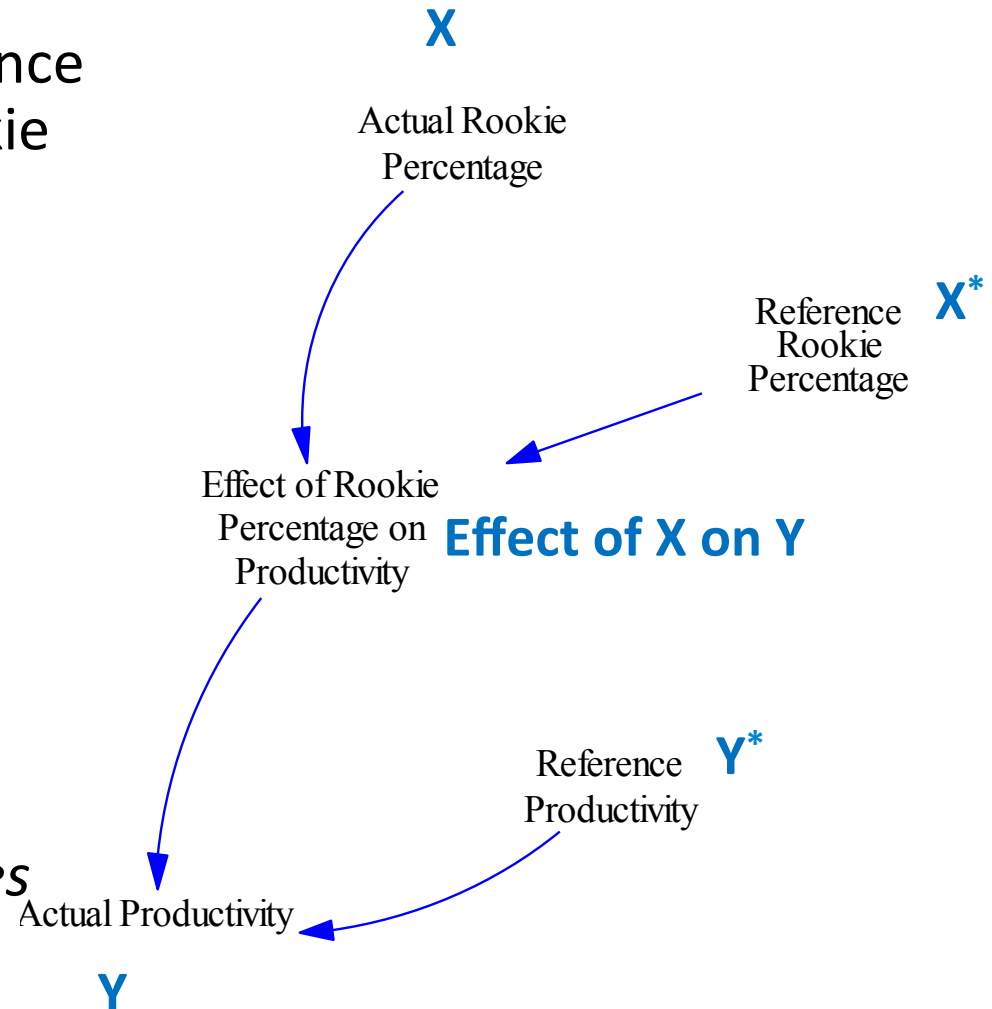 X
Actual Rookie
Percentage
Reference
Rookie
Percentage
X*
Effect of Rookie
Percentage on
Productivity
Effect of X on Y
Reference
Productivity
Y*
Actual Productivity
Y